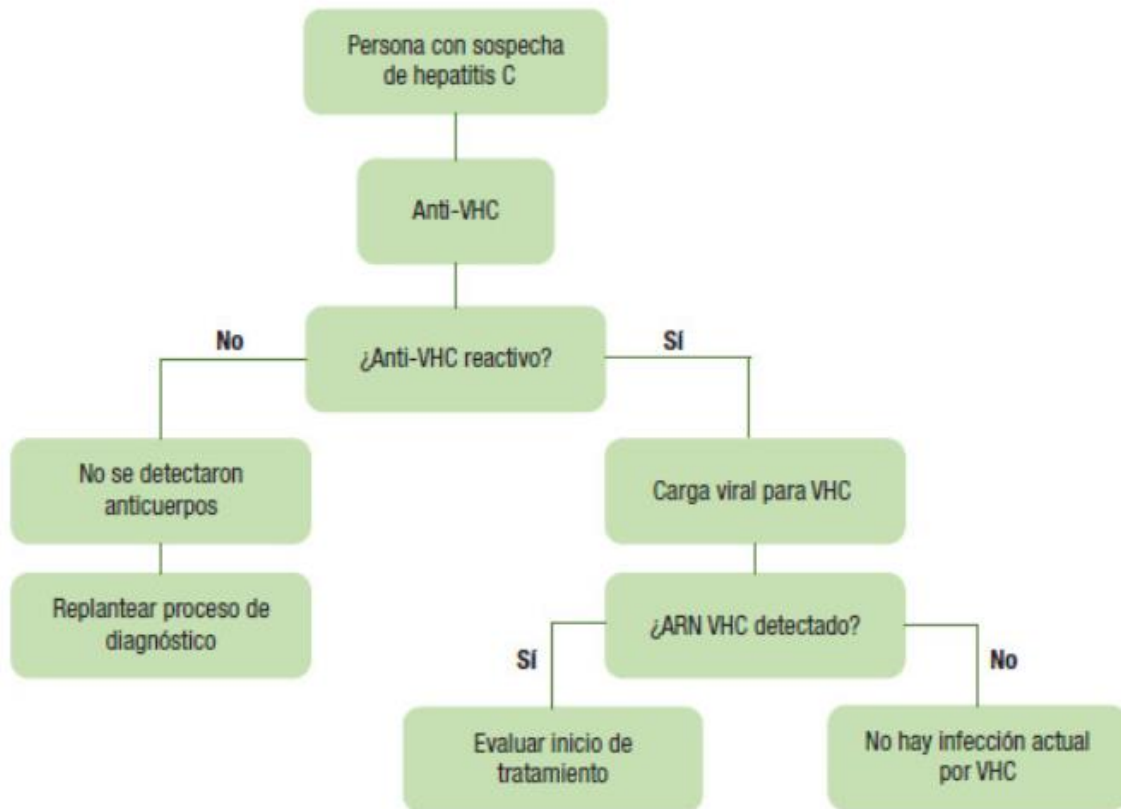 Persona con sospecha
de hepatitis C
Anti-VHC
No
¿Anti-VHC reactivo?
Sí
No se detectaron
anticuerpos
Carga viral para VHC
Replantear proceso de
diagnóstico
¿ARN VHC detectado?
Sí
No
Evaluar inicio de
tratamiento
No hay infección actual
por VHC